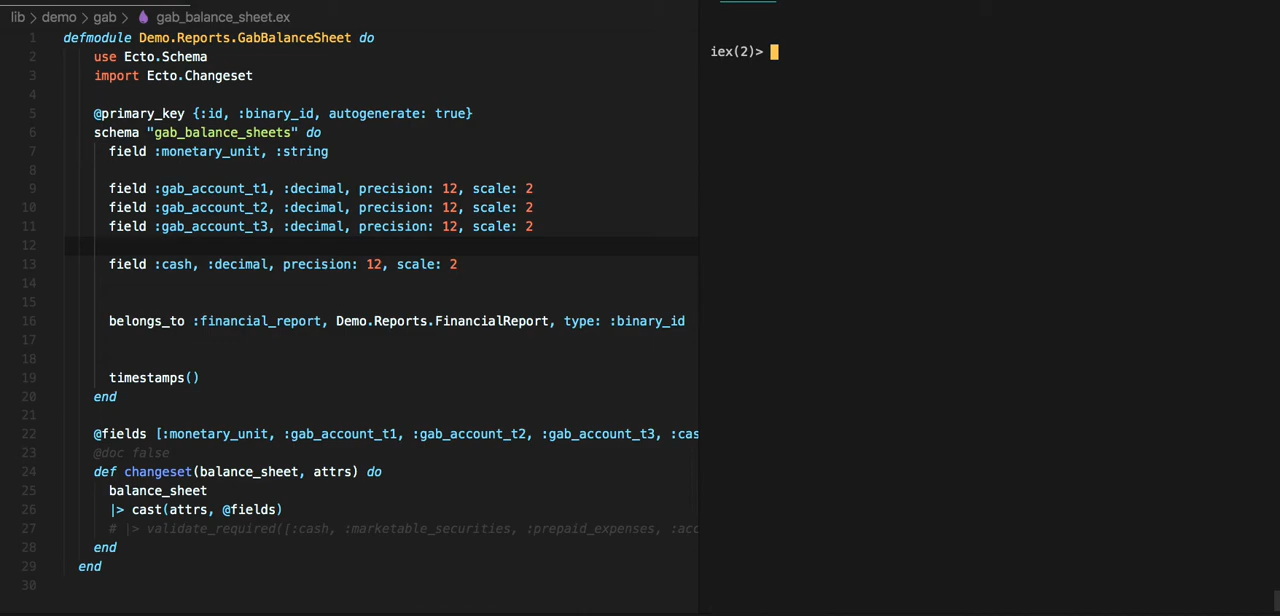 lib > demo > gab > gab_balance_sheet.ex
1 defmodule Demo.Reports.GabBalanceSheet do
2 use Ecto.Schema
3 import Ecto.Changeset
4
5 @primary_key {:id, :binary_id, autogenerate: true}
6 schema "gab_balance_sheets" do
7 field :monetary_unit, :string
8
9 field :gab_account_t1, :decimal, precision: 12, scale: 2
10 field :gab_account_t2, :decimal, precision: 12, scale: 2
11 field :gab_account_t3, :decimal, precision: 12, scale: 2
12
13 field :cash, :decimal, precision: 12, scale: 2
14
15
16 belongs_to :financial_report, Demo.Reports.FinancialReport, type: :binary_id
17
18
19 timestamps()
20 end
21
22 @fields [:monetary_unit, :gab_account_t1, :gab_account_t2, :gab_account_t3, :cas
23 @doc false
24 def changeset(balance_sheet, attrs) do
25 balance_sheet
26 |> cast(attrs, @fields)
27 # |> validate_required([:cash, :marketable_securities, :prepaid_expenses, :acc
28 end
29 end
30
iex(2)>